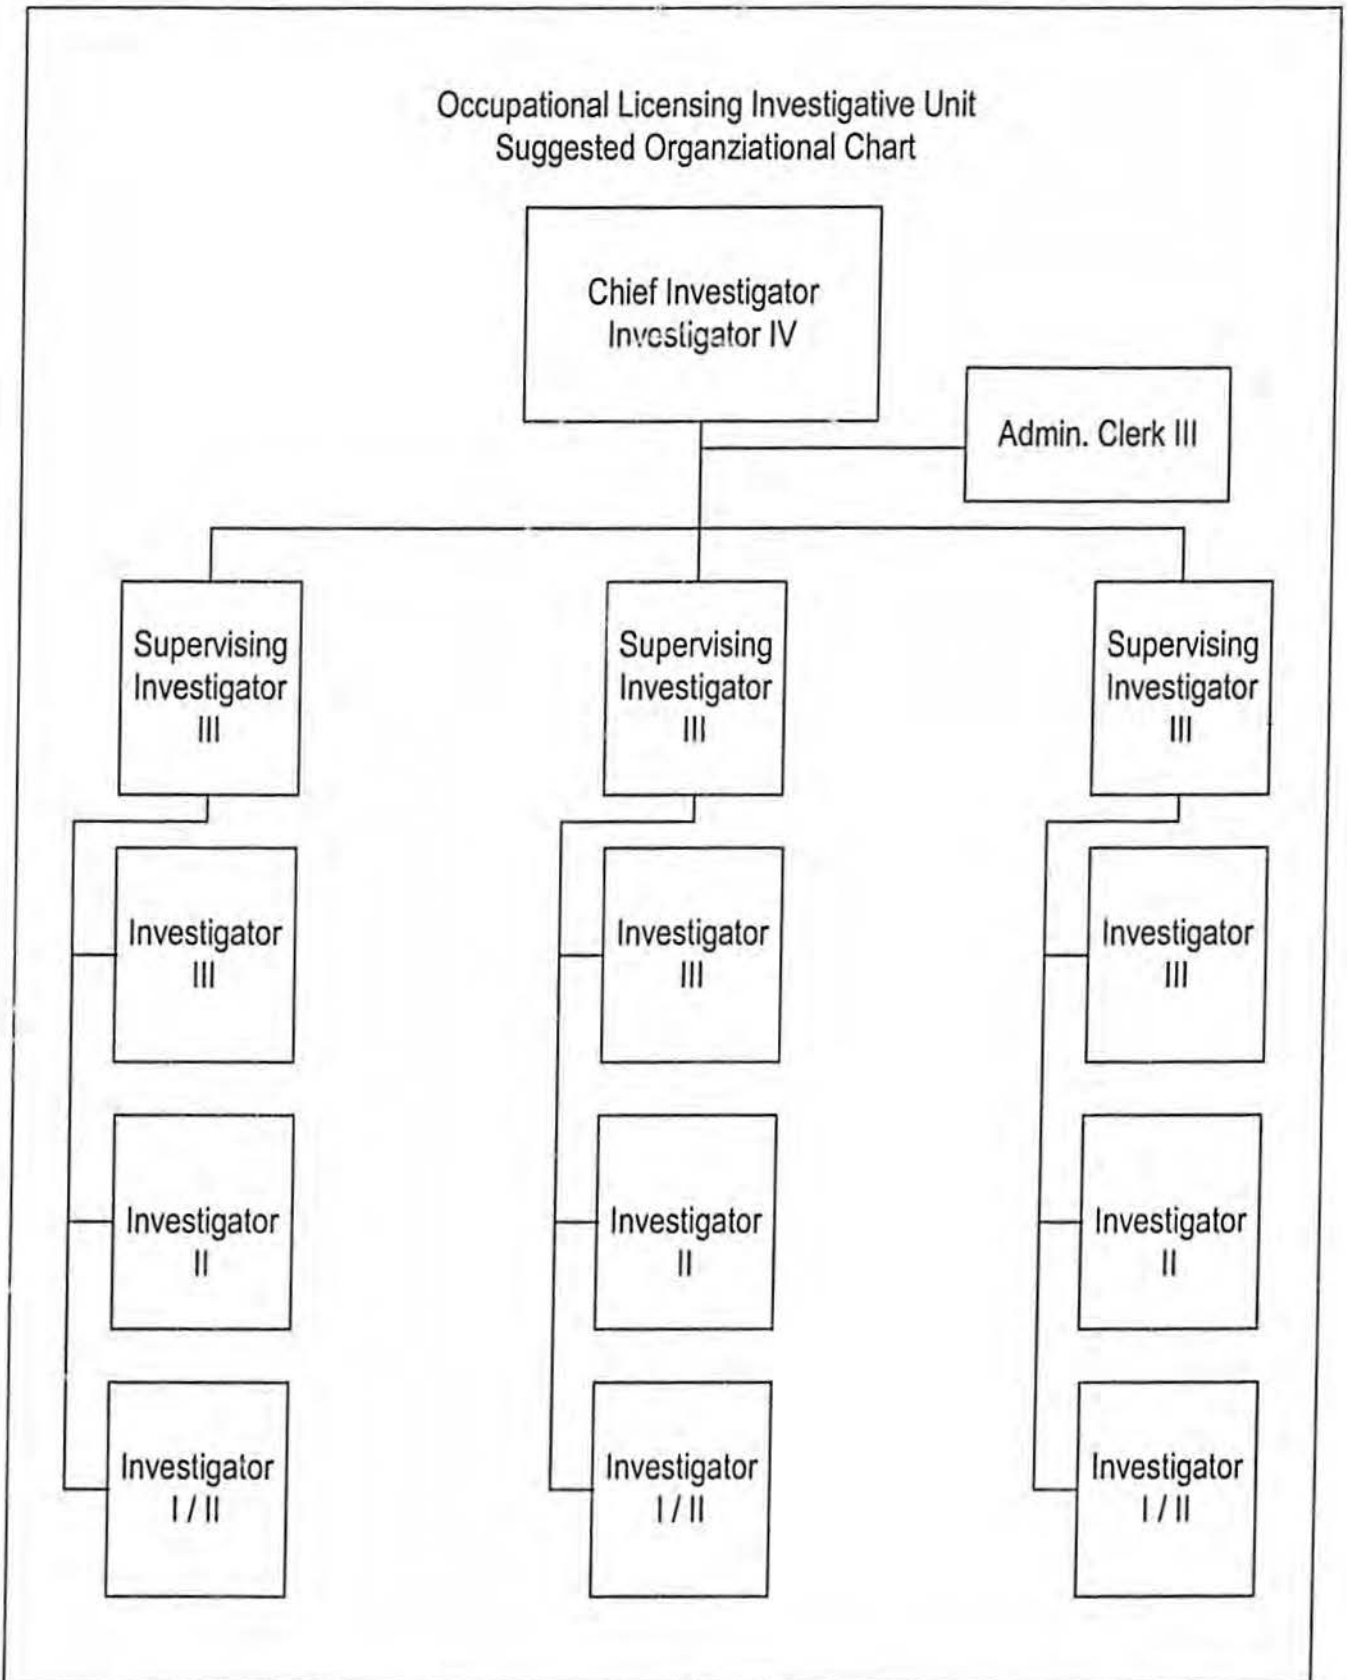 Occupational Licensing Investigative Unit
Suggested Organziational Chart
Chief Investigator
Investigator IV
Admin. Clerk III
Supervising
Investigator
III
Supervising
Investigator
III
Supervising
Investigator
III
Investigator
III
Investigator
III
Investigator
III
Investigator
II
Investigator
II
Investigator
II
Investigator
I / II
Investigator
I / II
Investigator
I / II